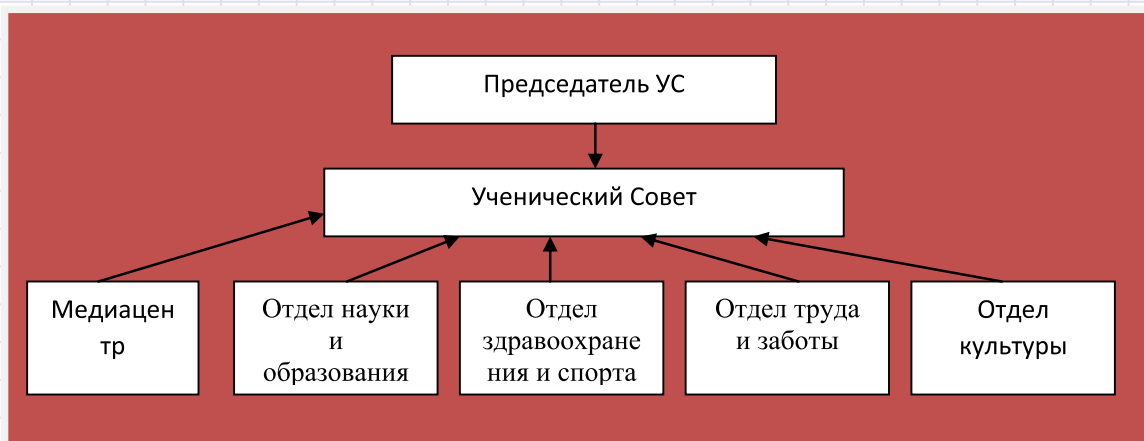 Председатель УС
Ученический Совет
Медиацен
тр
Отдел науки
и
образования
Отдел
здравоохране
ния и спорта
Отдел труда
и заботы
Отдел
культуры